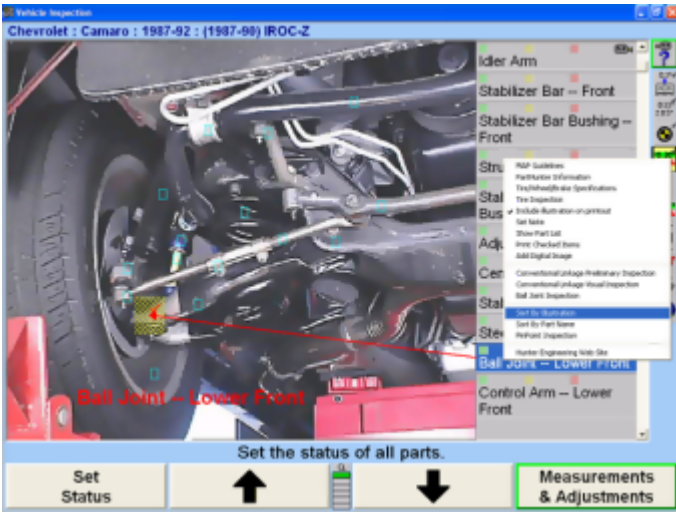 Vehicle Inspection
Chevrolet : Camaro : 1987-92 : (1987-90) IROC-Z
Idler Arm
Stabilizer Bar -- Front
Stabilizer Bar Bushing --
Front
Stru
Stal
Bus
Adju
Cen
Stal
Stee
Ball Joint -- Lower Front
Control Arm -- Lower
Front
MAP Guidelines
Part/Marker Information
Tire/Wheel/Brake Specifications
Tire Inspection
Include illustration on printout
Set Note
Show Part List
Print Checked Items
Add Digital Image
Conventional Linkage Preliminary Inspection
Conventional Linkage Visual Inspection
Ball Joint Inspection
Sort By Illustration
Sort By Part Name
PinPoint Inspection
Hunter Engineering Web Site
Ball Joint -- Lower Front
Set the status of all parts.
Set
Status
Measurements
& Adjustments